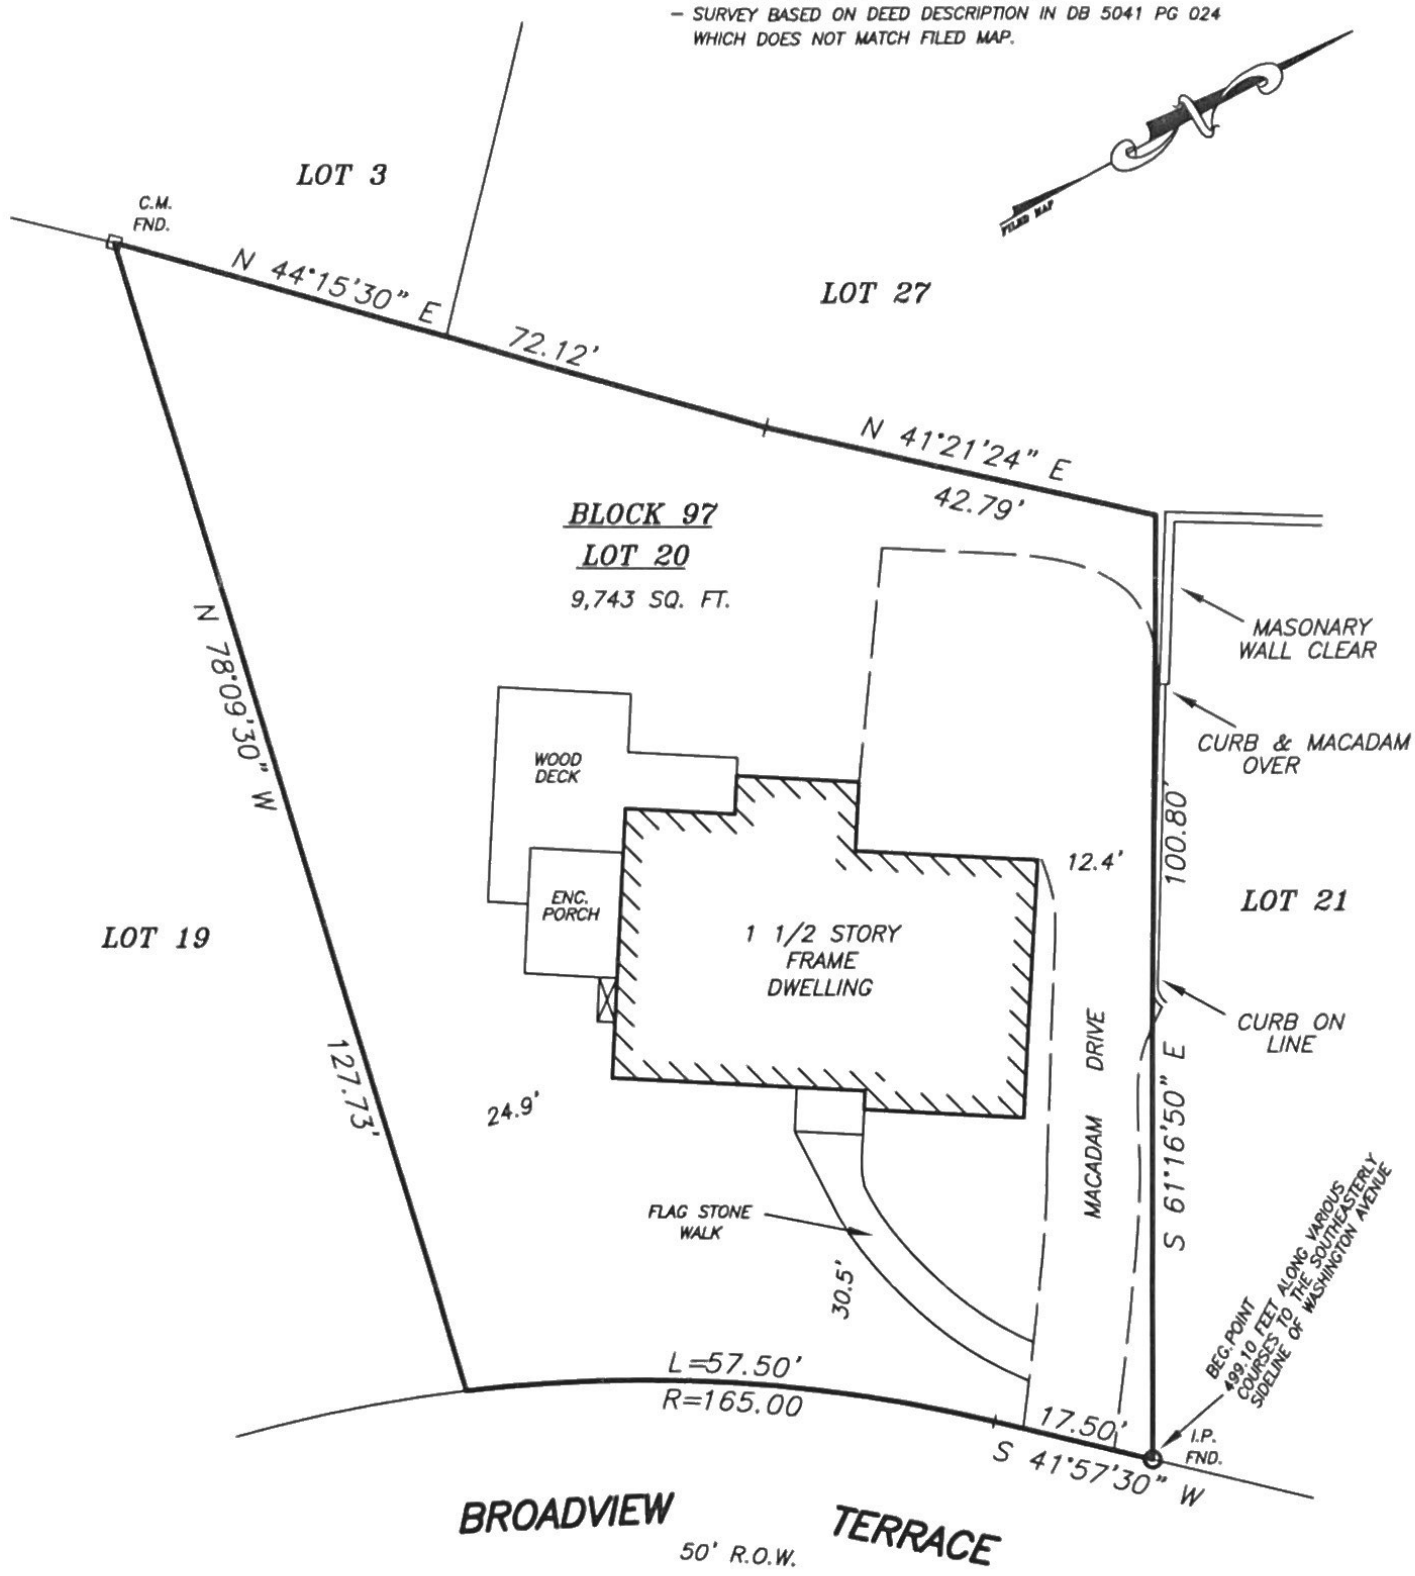 – SURVEY BASED ON DEED DESCRIPTION IN DB 5041 PG 024
WHICH DOES NOT MATCH FILED MAP.
FILED MAP
LOT 3
C.M.
FND.
N 44°15'30" E
72.12'
LOT 27
N 41°21'24" E
42.79'
BLOCK 97
LOT 20
9,743 SQ. FT.
MASONARY
WALL CLEAR
N 78°09'30" W
127.73'
CURB & MACADAM
OVER
WOOD
DECK
100.80'
12.4'
ENC.
PORCH
LOT 21
LOT 19
1 1/2 STORY
FRAME
DWELLING
CURB ON
LINE
MACADAM DRIVE
S 61°16'50" E
24.9'
FLAG STONE
WALK
30.5'
BEG.POINT
499.10 FEET ALONG VARIOUS
COURSES TO THE SOUTHEASTERLY
SIDELINE OF WASHINGTON AVENUE
L=57.50'
R=165.00
17.50'
S 41°57'30" W
I.P.
FND.
BROADVIEW TERRACE
50' R.O.W.